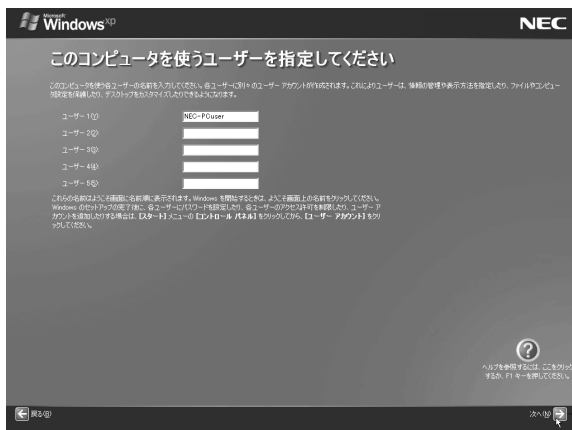 Microsoft
Windows xp
NEC
このコンピュータを使うユーザーを指定してください
このコンピュータを使う各ユーザーの名前を入力してください。各ユーザーに別々のユーザー アカウントが作成されます。これによりユーザーは、情報の管理や表示方法を指定したり、ファイルやコンピュー
タ設定を保護したり、デスクトップをカスタマイズしたりできるようになります。
ユーザー 1(Y):
NEC-PCuser
ユーザー 2(2):
ユーザー 3(3):
ユーザー 4(4):
ユーザー 5(5):
これらの名前はようこそ画面に名前順に表示されます。Windows を開始するときは、ようこそ画面上の名前をクリックしてください。
Windows のセットアップの完了後に、各ユーザーにパスワードを設定したり、各ユーザーのアクセス許可を制限したり、ユーザー ア
カウントを追加したりする場合は、[スタート] メニューの [コントロール パネル] をクリックしてから、[ユーザー アカウント] をクリ
ックしてください。
?
ヘルプを参照するには、ここをクリック
するか、F1 キーを押してください。
戻る(B)
次へ(N)